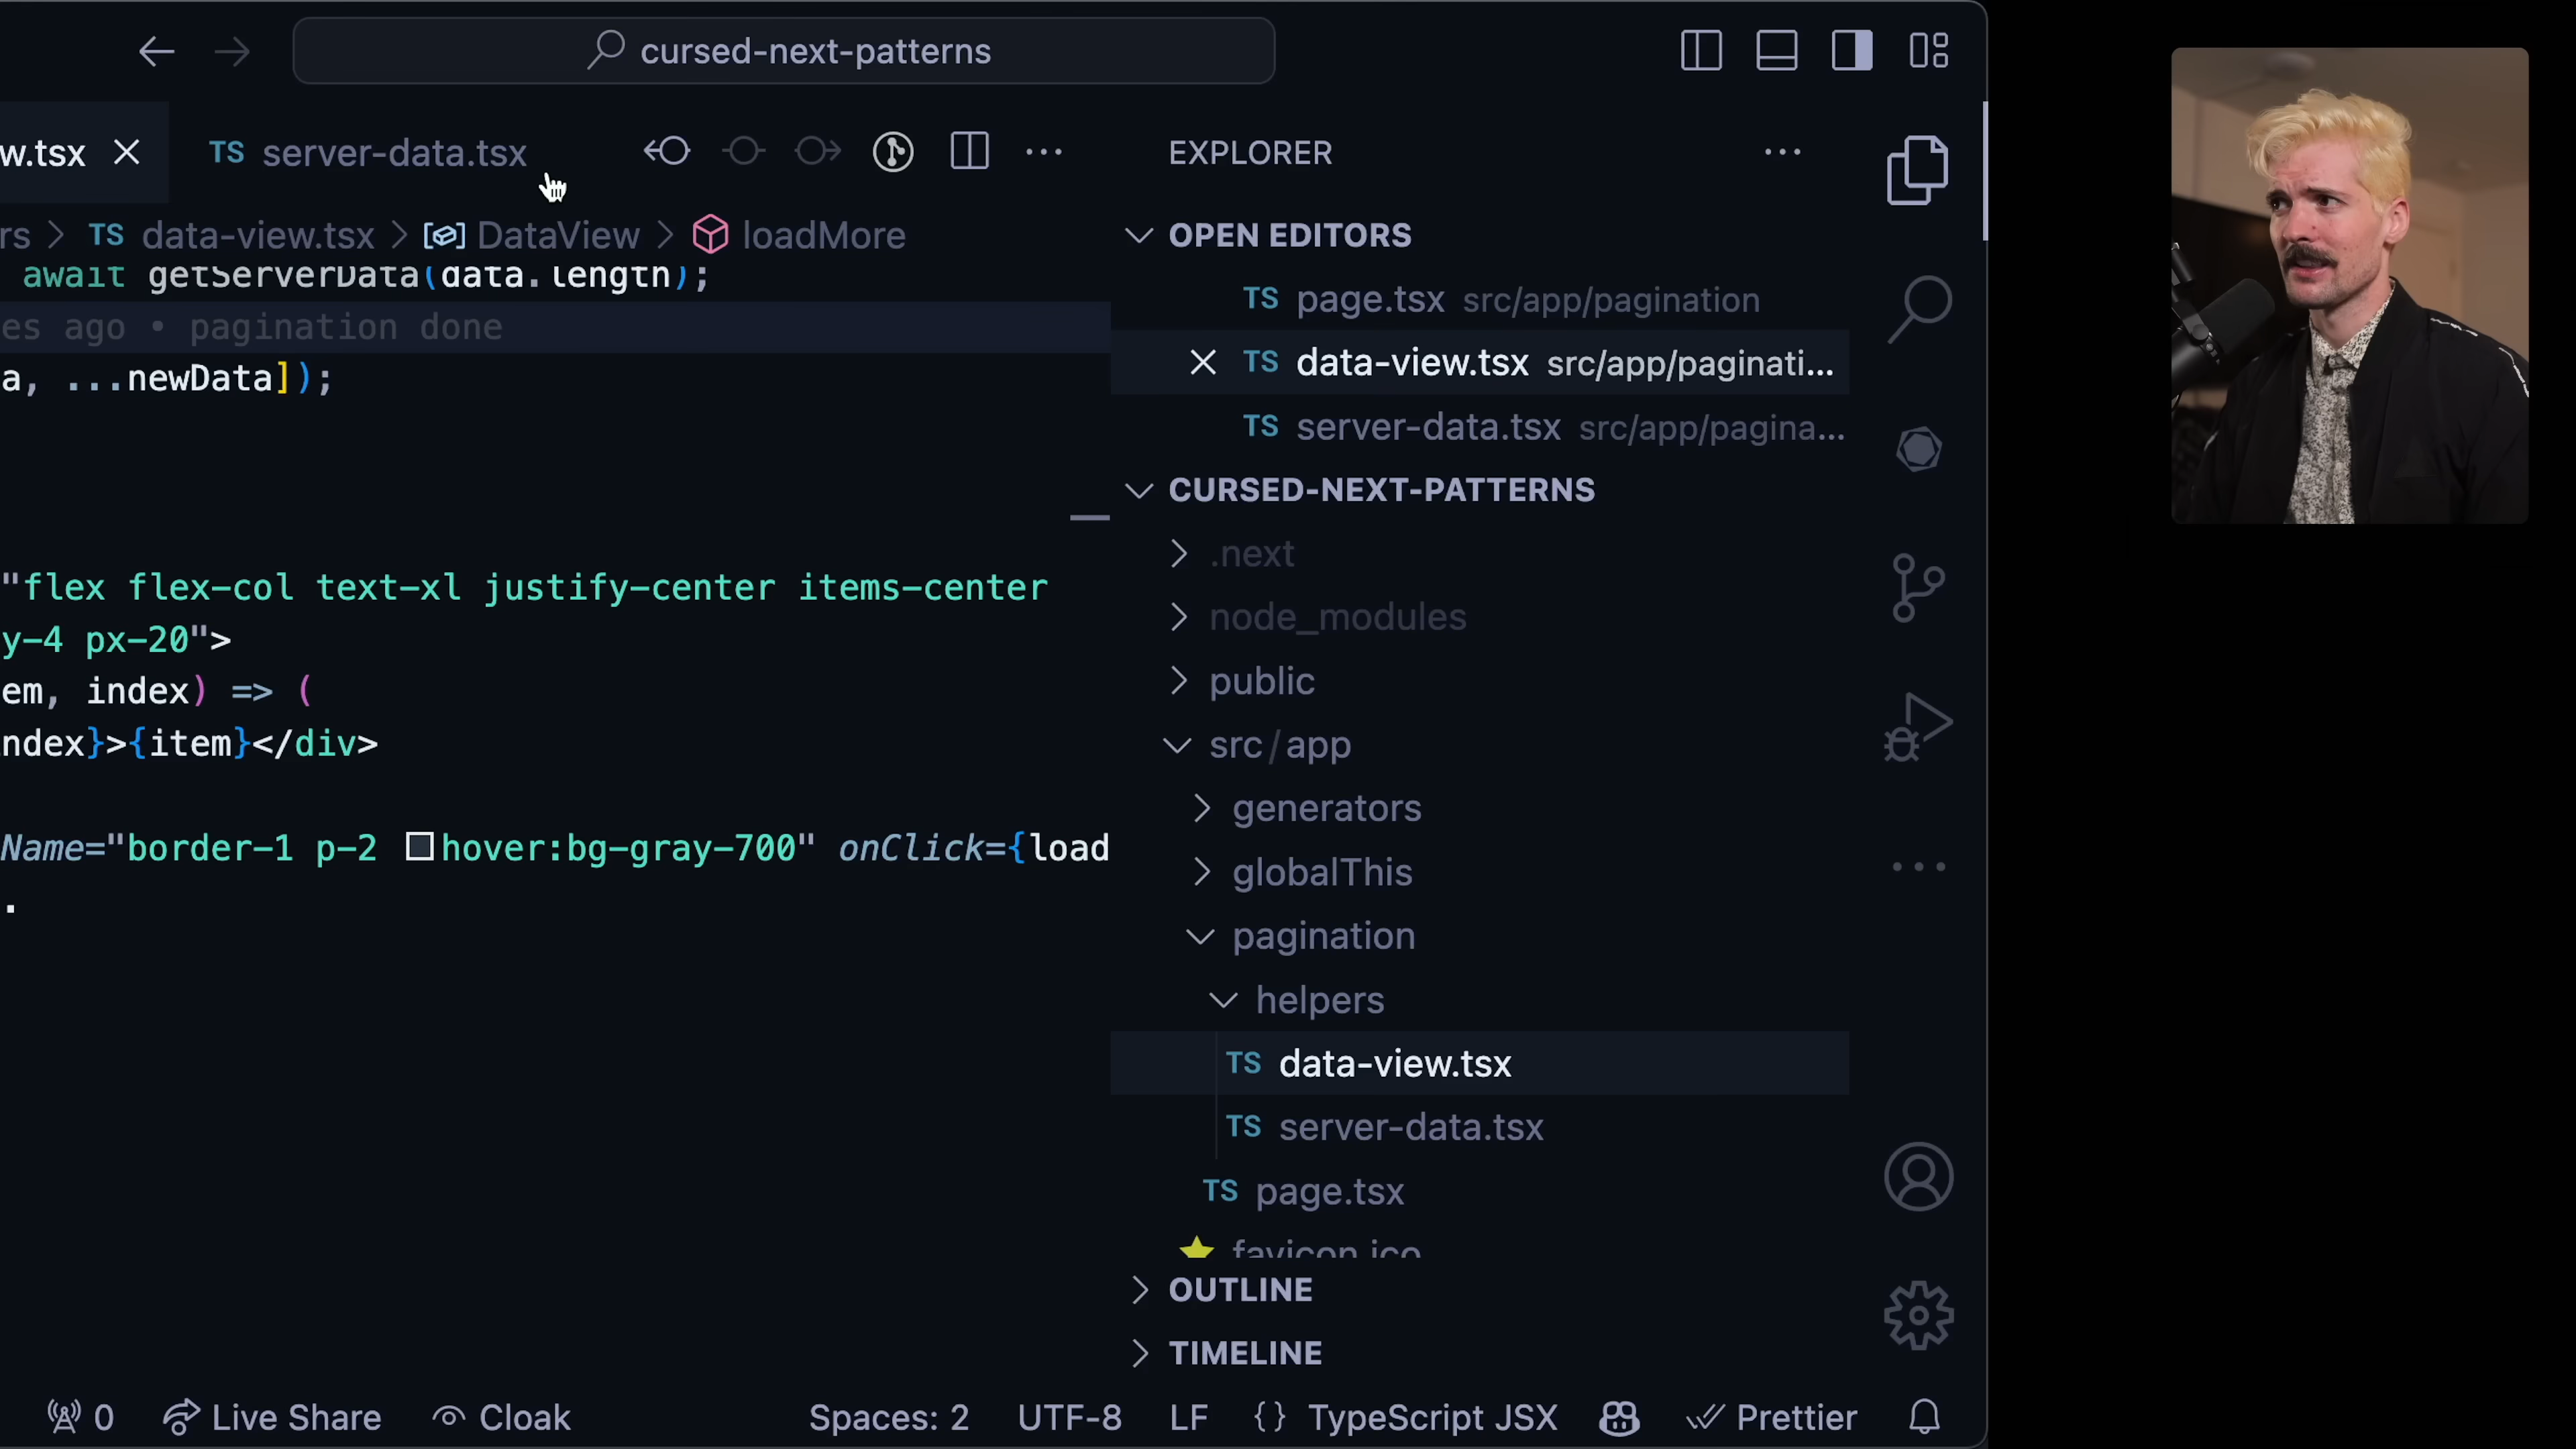 cursed-next-patterns
w.tsx
TS server-data.tsx
rs > TS data-view.tsx > DataView > loadMore
await getServerData(data.length);
es ago • pagination done
a, ...newData]);
"flex flex-col text-xl justify-center items-center
y-4 px-20">
em, index) => (
ndex}>{item}</div>
Name="border-1 p-2 hover:bg-gray-700" onClick={load
.
EXPLORER
OPEN EDITORS
TS page.tsx src/app/pagination
TS data-view.tsx src/app/paginati...
TS server-data.tsx src/app/pagina...
CURSED-NEXT-PATTERNS
.next
node_modules
public
src/app
generators
globalThis
pagination
helpers
TS data-view.tsx
TS server-data.tsx
TS page.tsx
favicon.ico
OUTLINE
TIMELINE
0 Live Share Cloak Spaces: 2 UTF-8 LF {} TypeScript JSX Prettier